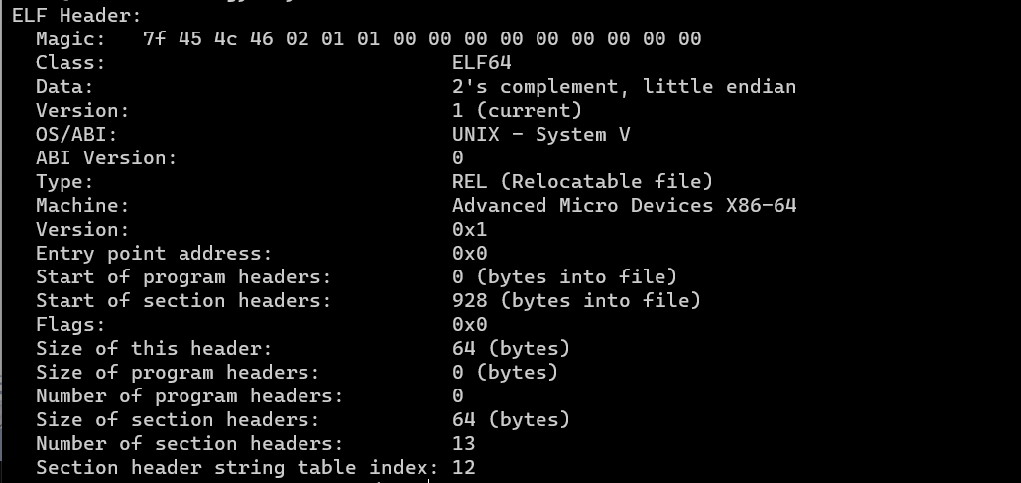 ELF Header:
Magic: 7f 45 4c 46 02 01 01 00 00 00 00 00 00 00 00 00
Class: ELF64
Data: 2's complement, little endian
Version: 1 (current)
OS/ABI: UNIX - System V
ABI Version: 0
Type: REL (Relocatable file)
Machine: Advanced Micro Devices X86-64
Version: 0x1
Entry point address: 0x0
Start of program headers: 0 (bytes into file)
Start of section headers: 928 (bytes into file)
Flags: 0x0
Size of this header: 64 (bytes)
Size of program headers: 0 (bytes)
Number of program headers: 0
Size of section headers: 64 (bytes)
Number of section headers: 13
Section header string table index: 12